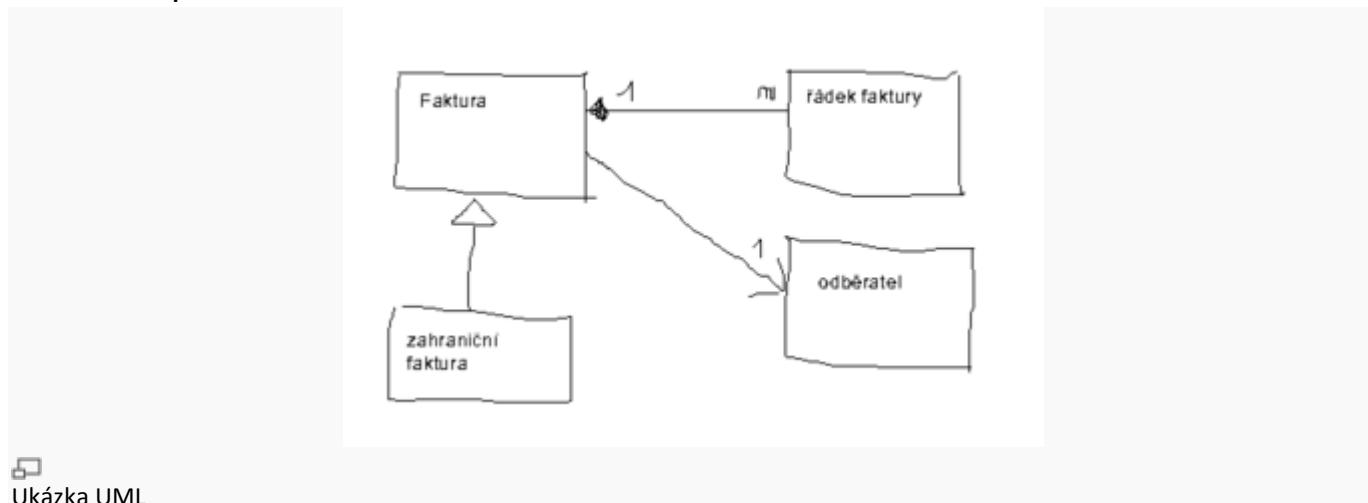 Faktura
1
m
řádek faktury
1
odběratel
zahraniční
faktura
Ukázka UML